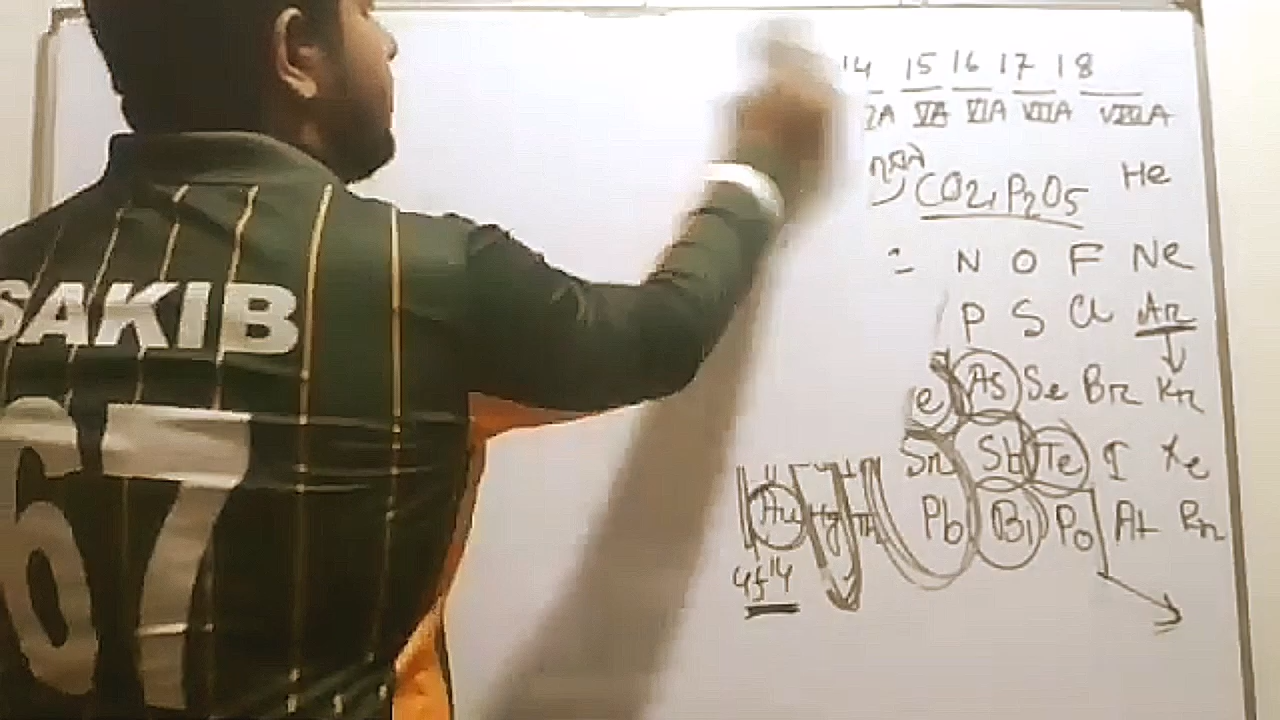 SAKIB
67
14 15 16 17 18
VA VIA VIIA VIIIA
CO2, P2O5 He
= N O F Ne
P S Cl Ar
e As Se Br Kr
Sn Sb Te I Xe
Au Hg Pb Bi Po At Rn
4f14